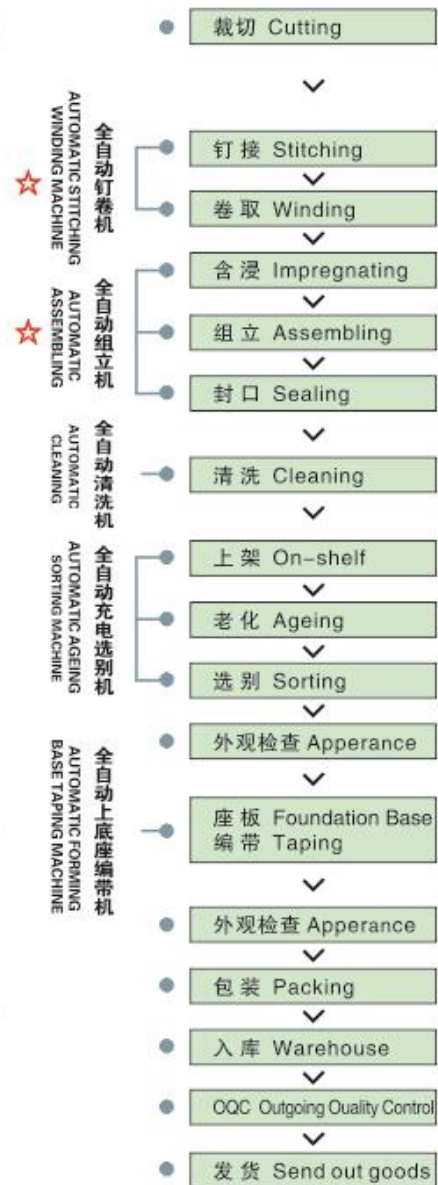 裁切 Cutting
全自动钉卷机
AUTOMATIC STITCHING
WINDING MACHINE
钉接 Stitching
卷取 Winding
全自动组立机
AUTOMATIC
ASSEMBLING
含浸 Impregnating
组立 Assembling
封口 Sealing
全自动清洗机
AUTOMATIC
CLEANING
清洗 Cleaning
全自动充电选别机
AUTOMATIC AGEING
SORTING MACHINE
上架 On-shelf
老化 Ageing
选别 Sorting
外观检查 Apperance
全自动上底座编带机
AUTOMATIC FORMING
BASE TAPING MACHINE
座板 Foundation Base
编带 Taping
外观检查 Apperance
包装 Packing
入库 Warehouse
OQC Outgoing Ouality Control
发货 Send out goods